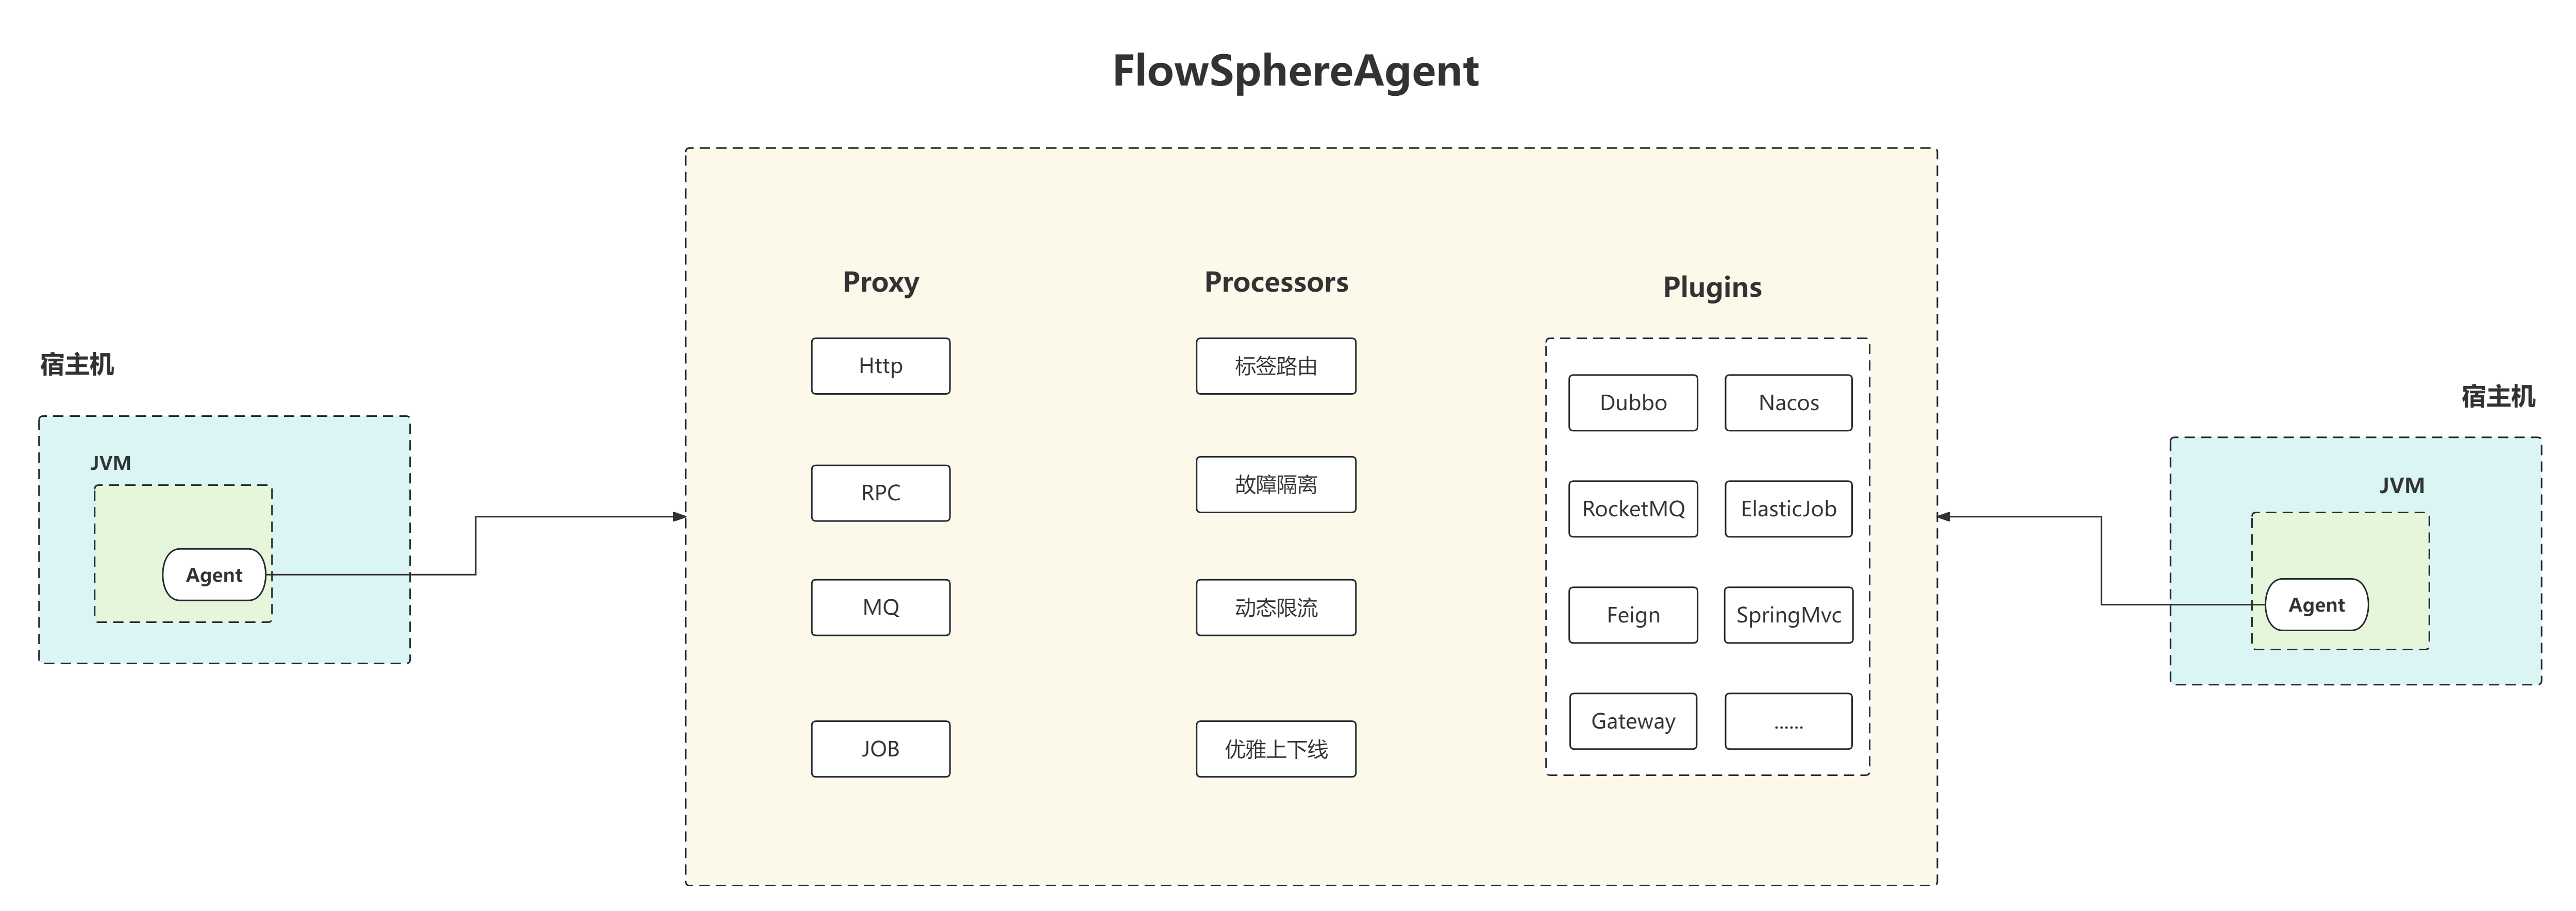 FlowSphereAgent
宿主机
JVM
Agent
Proxy
Http
RPC
MQ
JOB
Processors
标签路由
故障隔离
动态限流
优雅上下线
Plugins
Dubbo
Nacos
RocketMQ
ElasticJob
Feign
SpringMvc
Gateway
......
宿主机
JVM
Agent